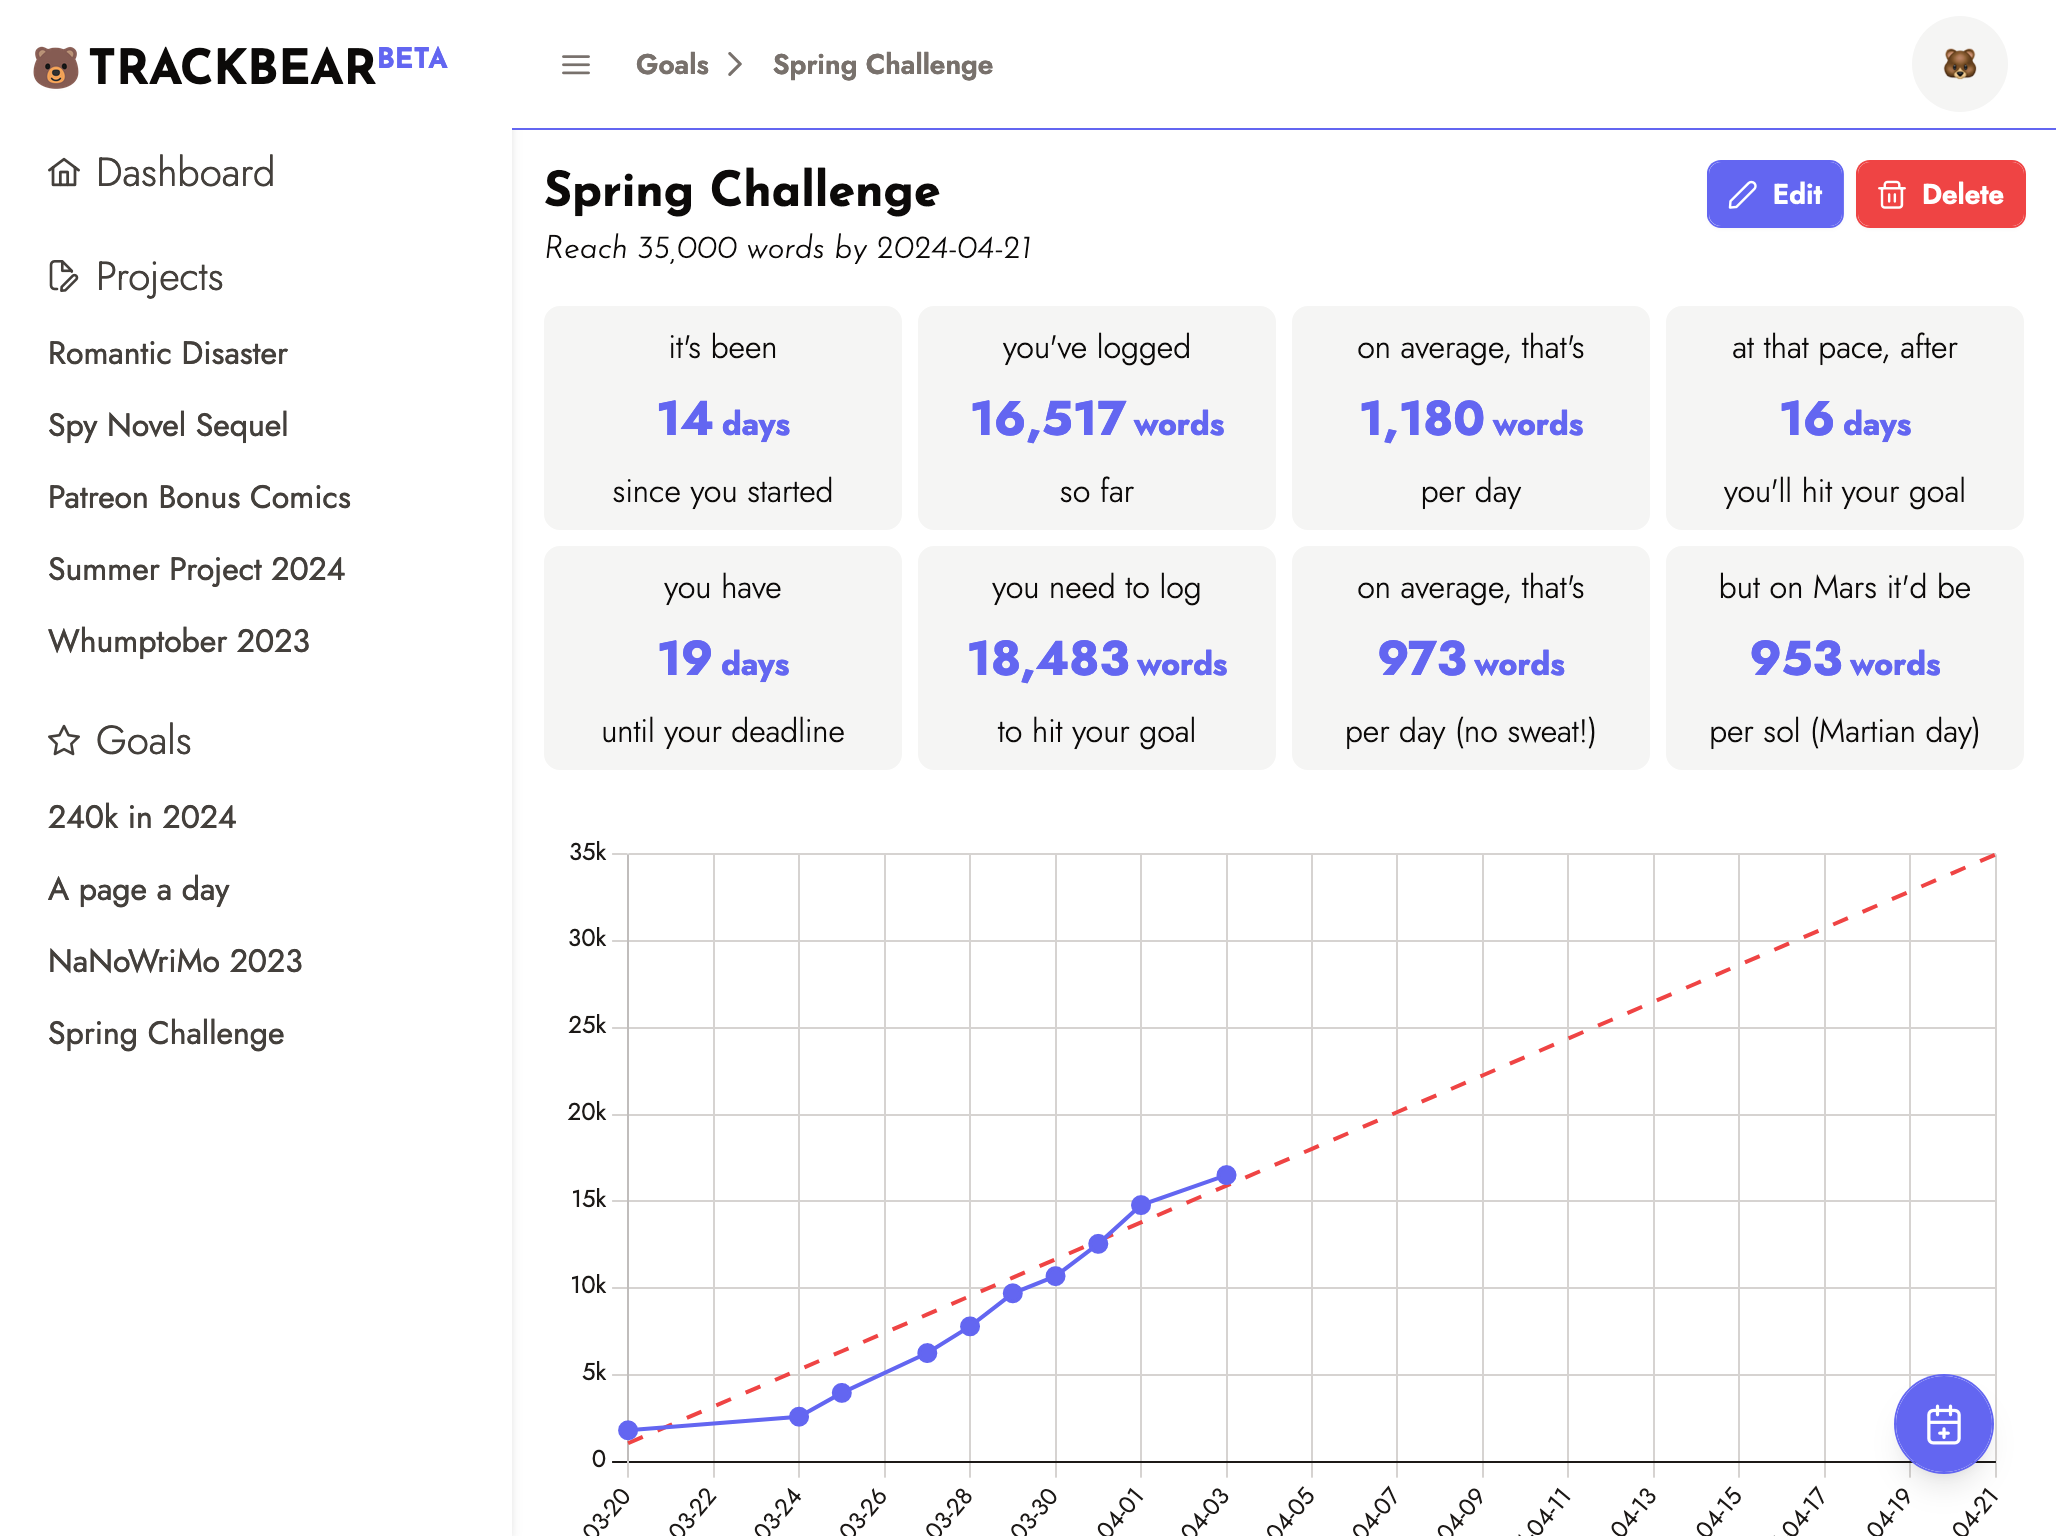 TRACKBEAR BETA
Goals
Spring Challenge
Dashboard
Projects
Romantic Disaster
Spy Novel Sequel
Patreon Bonus Comics
Summer Project 2024
Whumptober 2023
Goals
240k in 2024
A page a day
NaNoWriMo 2023
Spring Challenge
Spring Challenge
Edit
Delete
Reach 35,000 words by 2024-04-21
it's been
14 days
since you started
you've logged
16,517 words
so far
on average, that's
1,180 words
per day
at that pace, after
16 days
you'll hit your goal
you have
19 days
until your deadline
you need to log
18,483 words
to hit your goal
on average, that's
973 words
per day (no sweat!)
but on Mars it'd be
953 words
per sol (Martian day)
35k
30k
25k
20k
15k
10k
5k
0
03-20
03-22
03-24
03-26
03-28
03-30
04-01
04-03
04-05
04-07
04-09
04-11
04-13
04-15
04-17
04-19
04-21